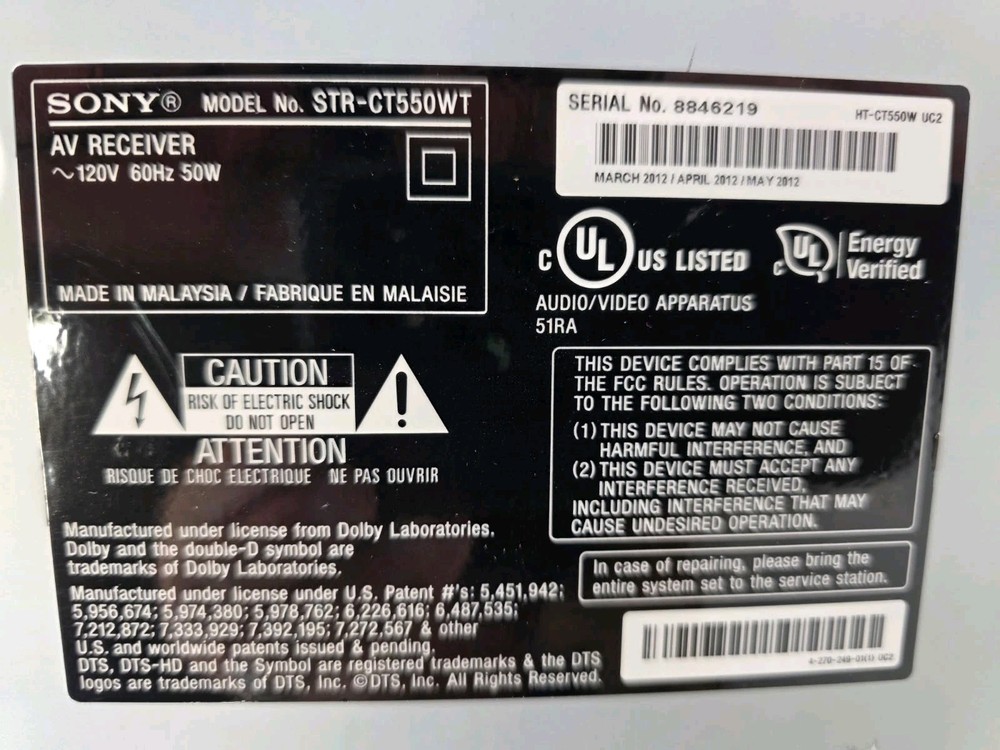 SONY® MODEL No. STR-CT550WT
AV RECEIVER
~120V 60Hz 50W
MADE IN MALAYSIA / FABRIQUE EN MALAISIE
SERIAL No. 8846219
HT-CT550W UC2
MARCH 2012 / APRIL 2012 / MAY 2012
C UL US LISTED
C UL Energy
Verified
AUDIO/VIDEO APPARATUS
51RA
CAUTION
RISK OF ELECTRIC SHOCK
DO NOT OPEN
ATTENTION
RISQUE DE CHOC ELECTRIQUE NE PAS OUVRIR
THIS DEVICE COMPLIES WITH PART 15 OF
THE FCC RULES. OPERATION IS SUBJECT
TO THE FOLLOWING TWO CONDITIONS:
(1) THIS DEVICE MAY NOT CAUSE
HARMFUL INTERFERENCE, AND
(2) THIS DEVICE MUST ACCEPT ANY
INTERFERENCE RECEIVED,
INCLUDING INTERFERENCE THAT MAY
CAUSE UNDESIRED OPERATION.
Manufactured under license from Dolby Laboratories.
Dolby and the double-D symbol are
trademarks of Dolby Laboratories.
Manufactured under license under U.S. Patent #'s: 5,451,942;
5,956,674; 5,974,380; 5,978,762; 6,226,616; 6,487,535;
7,212,872; 7,333,929; 7,392,195; 7,272,567 & other
U.S. and worldwide patents issued & pending.
DTS, DTS-HD and the Symbol are registered trademarks & the DTS
logos are trademarks of DTS, Inc. © DTS, Inc. All Rights Reserved.
In case of repairing, please bring the
entire system set to the service station.
4-270-248-01(1) UC2